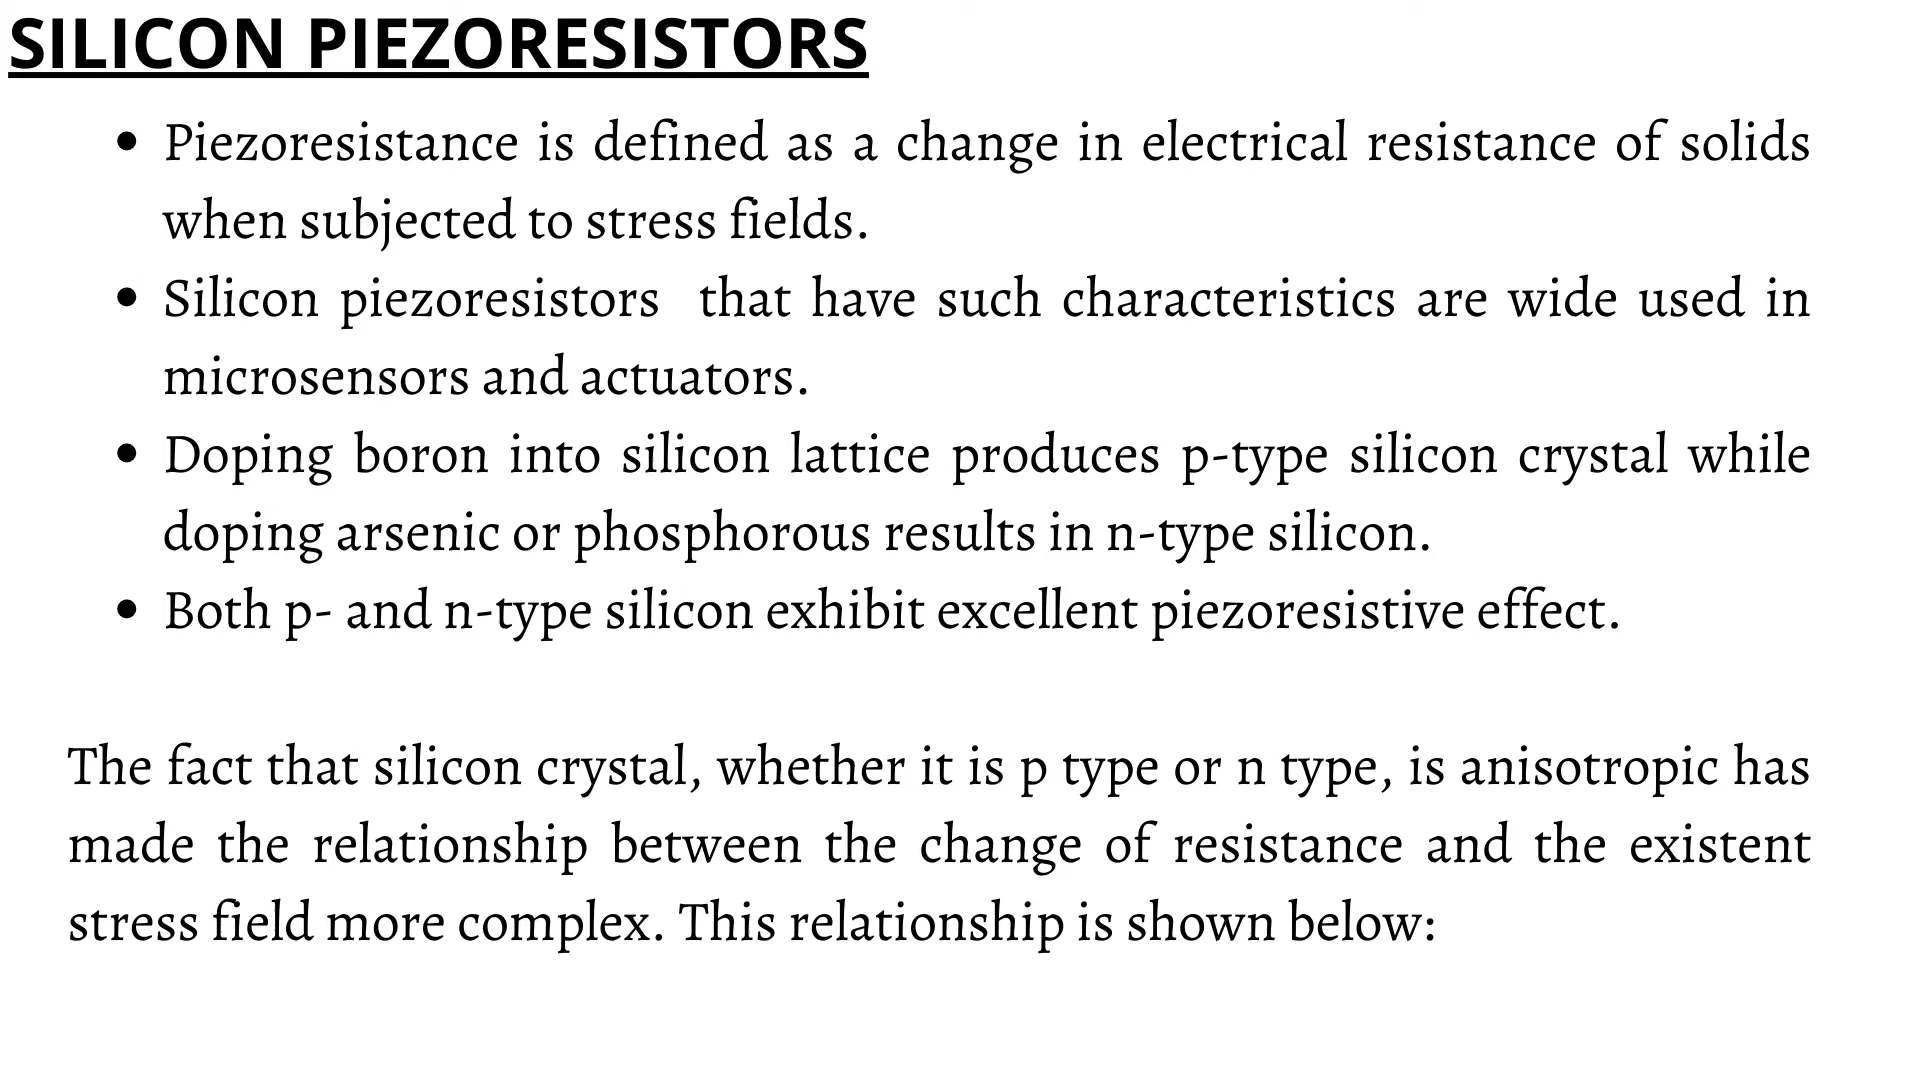 SILICON PIEZORESISTORS
• Piezoresistance is defined as a change in electrical resistance of solids
when subjected to stress fields.
• Silicon piezoresistors  that have such characteristics are wide used in
microsensors and actuators.
• Doping boron into silicon lattice produces p-type silicon crystal while
doping arsenic or phosphorous results in n-type silicon.
• Both p- and n-type silicon exhibit excellent piezoresistive effect.
The fact that silicon crystal, whether it is p type or n type, is anisotropic has
made the relationship between the change of resistance and the existent
stress field more complex. This relationship is shown below: